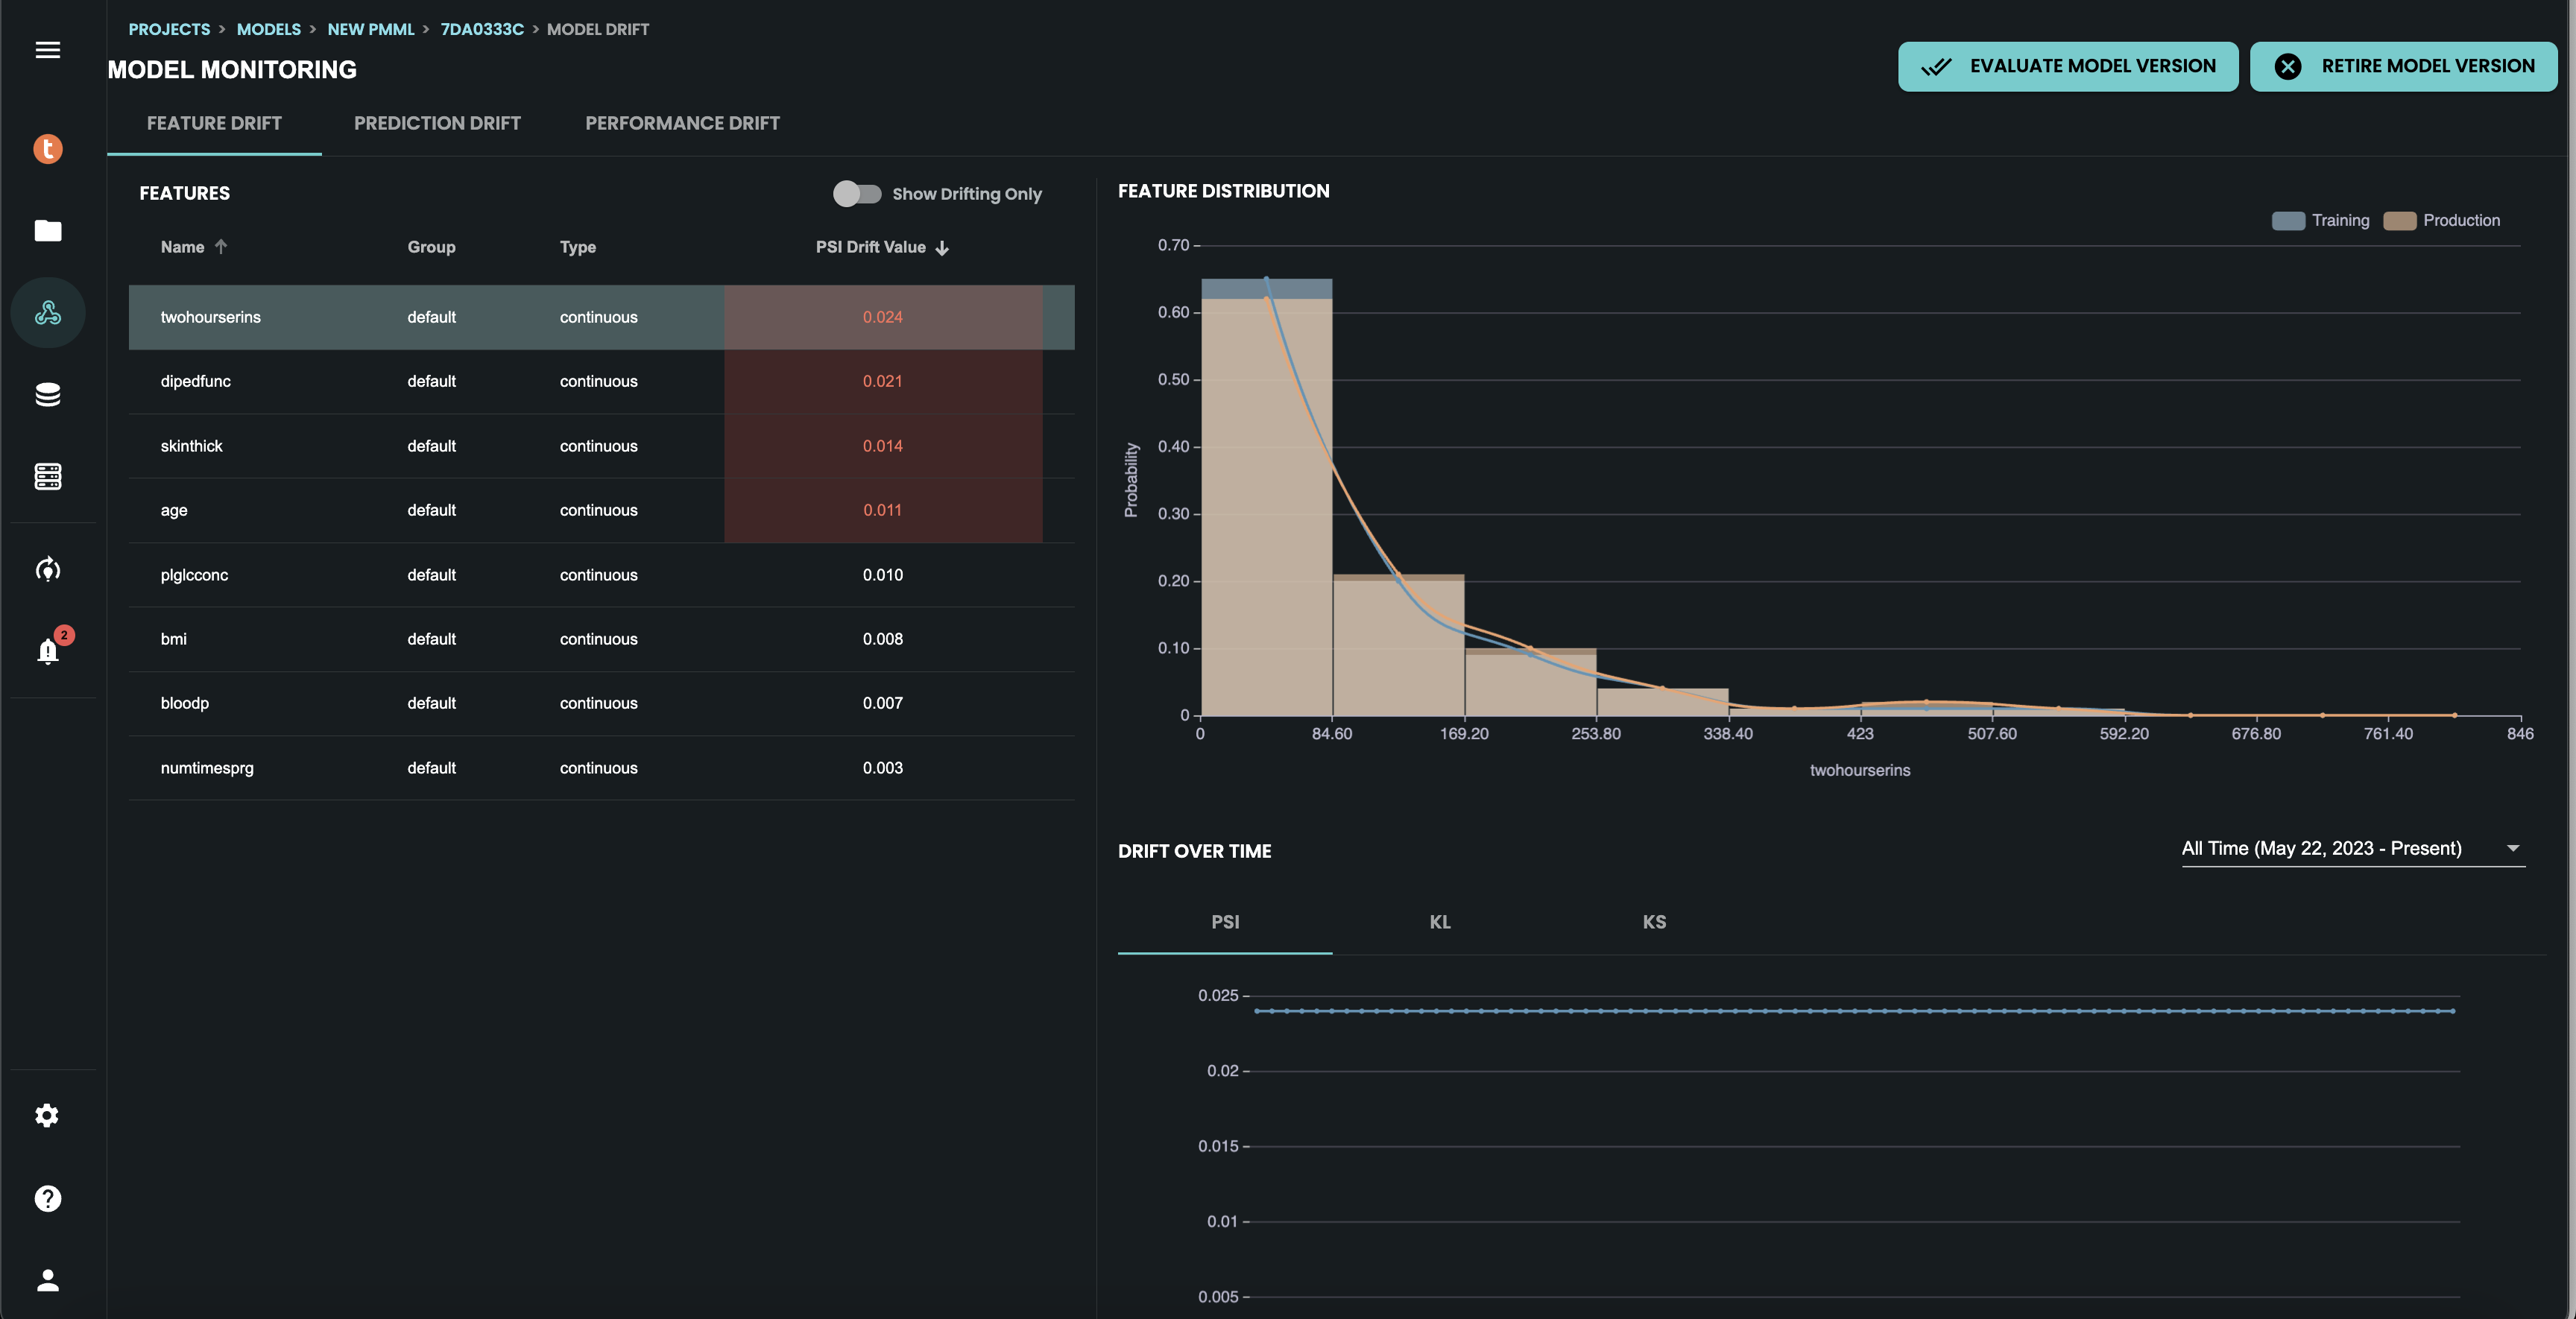 PROJECTS > MODELS > NEW PMML > 7DA0333C > MODEL DRIFT
MODEL MONITORING
EVALUATE MODEL VERSION
RETIRE MODEL VERSION
FEATURE DRIFT PREDICTION DRIFT PERFORMANCE DRIFT
t
2
FEATURES
Show Drifting Only
Name Group Type PSI Drift Value
twohourserins default continuous 0.024
dipedfunc default continuous 0.021
skinthick default continuous 0.014
age default continuous 0.011
plglcconc default continuous 0.010
bmi default continuous 0.008
bloodp default continuous 0.007
numtimesprg default continuous 0.003
FEATURE DISTRIBUTION
Training Production
Probability
0.70
0.60
0.50
0.40
0.30
0.20
0.10
0
0 84.60 169.20 253.80 338.40 423 507.60 592.20 676.80 761.40 846
twohourserins
DRIFT OVER TIME
All Time (May 22, 2023 - Present)
PSI KL KS
0.025
0.02
0.015
0.01
0.005